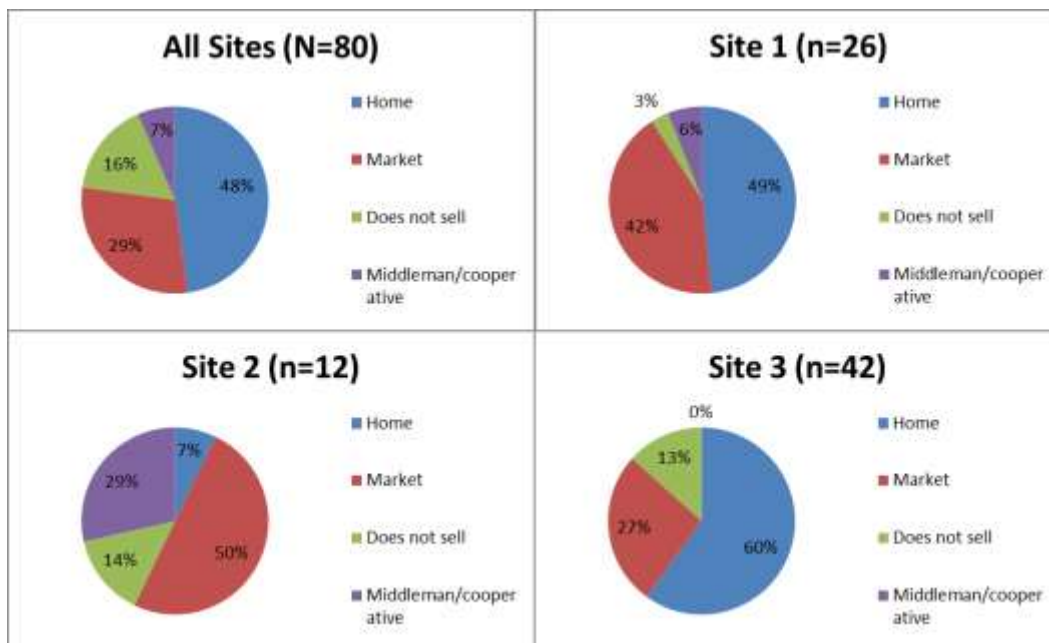 All Sites (N=80)
48%
29%
16%
7%
Home
Market
Does not sell
Middleman/cooper
ative
Site 1 (n=26)
49%
42%
3%
6%
Home
Market
Does not sell
Middleman/cooper
ative
Site 2 (n=12)
7%
50%
14%
29%
Home
Market
Does not sell
Middleman/cooper
ative
Site 3 (n=42)
60%
27%
13%
0%
Home
Market
Does not sell
Middleman/cooper
ative